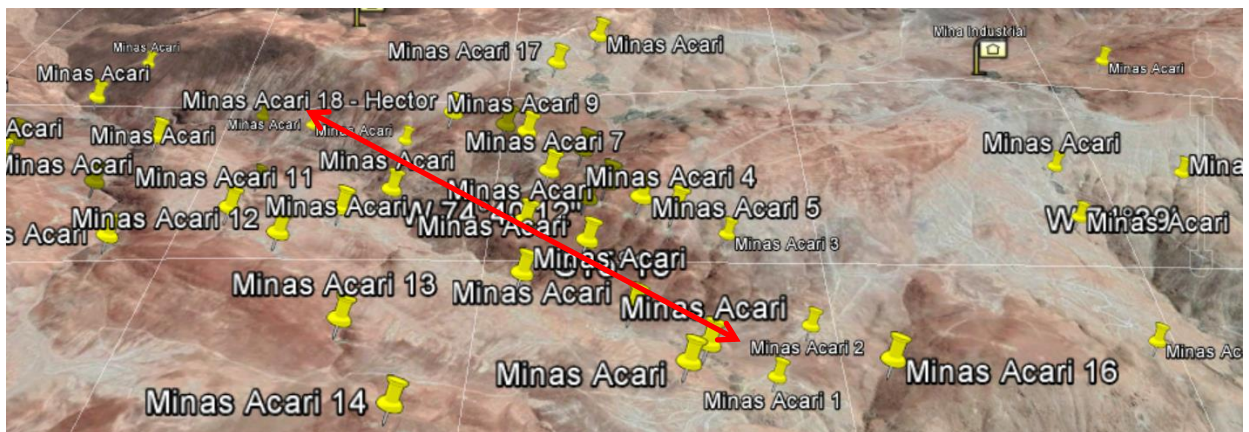 Mina Industrial
Minas Acari 17
Minas Acari
Minas Acari
Minas Acari
Minas Acari
Minas Acari 18 - Hector
Minas Acari 9
Minas Acari
Minas Acari
Acari
Minas Acari
Minas Acari 7
Minas Acari
Minas Acari
Minas Acari
Minas Acari 11
Minas Acari
Minas Acari 4
Minas Acari
Minas Acari 5
Minas Acari 12
Minas Acari
Minas Acari
Acari
Minas Acari 3
Minas Acari
Minas Acari 13
Minas Acari
Minas Acari
Minas Acari 2
Minas Acari
Minas Acari 16
Minas Acari 14
Minas Acari 1